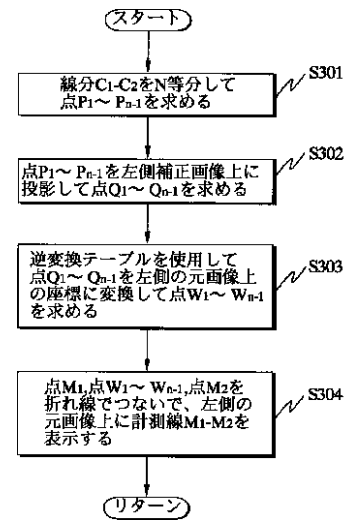 スタート
線分C1-C2をN等分して
点P1～Pn-1を求める
S301
点P1～Pn-1を左側補正画像上に
投影して点Q1～Qn-1を求める
S302
逆変換テーブルを使用して
点Q1～Qn-1を左側の元画像上
の座標に変換して点W1～Wn-1
を求める
S303
点M1,点W1～Wn-1,点M2を
折れ線でつないで、左側の
元画像上に計測線M1-M2を
表示する
S304
リターン